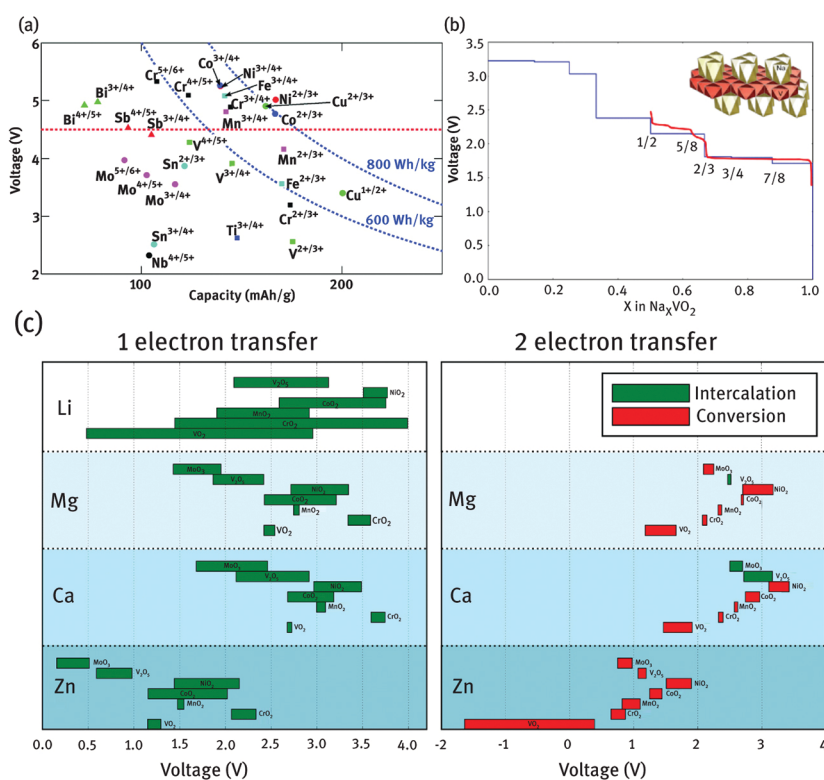 (a)
6
5
4
3
2
Voltage (V)
100
200
Capacity (mAh/g)
Cr5+/6+
Co3+/4+
Ni3+/4+
Cr4+/5+
Fe3+/4+
Bi3+/4+
Bi4+/5+
Sb4+/5+
Sb3+/4+
Cr3+/4+
Ni2+/3+
Cu2+/3+
Mn3+/4+
Co2+/3+
V4+/5+
Mn2+/3+
800 Wh/kg
Mo5+/6+
Sn2+/3+
V3+/4+
Mo4+/5+
Mo3+/4+
Fe2+/3+
Cu1+/2+
Cr2+/3+
600 Wh/kg
Ti3+/4+
Sn3+/4+
V2+/3+
Nb4+/5+
(b)
3.5
3.0
2.5
2.0
1.5
1.0
0.5
0.0
Voltage (V)
Na
V
1/2
5/8
2/3
3/4
7/8
0.0 0.2 0.4 0.6 0.8 1.0
X in NaXVO2
(c)
1 electron transfer
Li
V2O5
NiO2
CoO2
MnO2
CrO2
VO2
Mg
MoO3
V2O5
NiO2
CoO2
MnO2
CrO2
VO2
Ca
MoO3
V2O5
NiO2
CoO2
MnO2
CrO2
VO2
Zn
MoO3
V2O5
NiO2
CoO2
MnO2
CrO2
VO2
0.0 0.5 1.0 1.5 2.0 2.5 3.0 3.5 4.0
Voltage (V)
2 electron transfer
Intercalation
Conversion
Mg
MoO3
V2O5
NiO2
CoO2
MnO2
CrO2
VO2
Ca
MoO3
V2O5
NiO2
CoO2
MnO2
CrO2
VO2
Zn
MoO3
V2O5
NiO2
CoO2
MnO2
CrO2
VO2
-2 -1 0 1 2 3 4
Voltage (V)